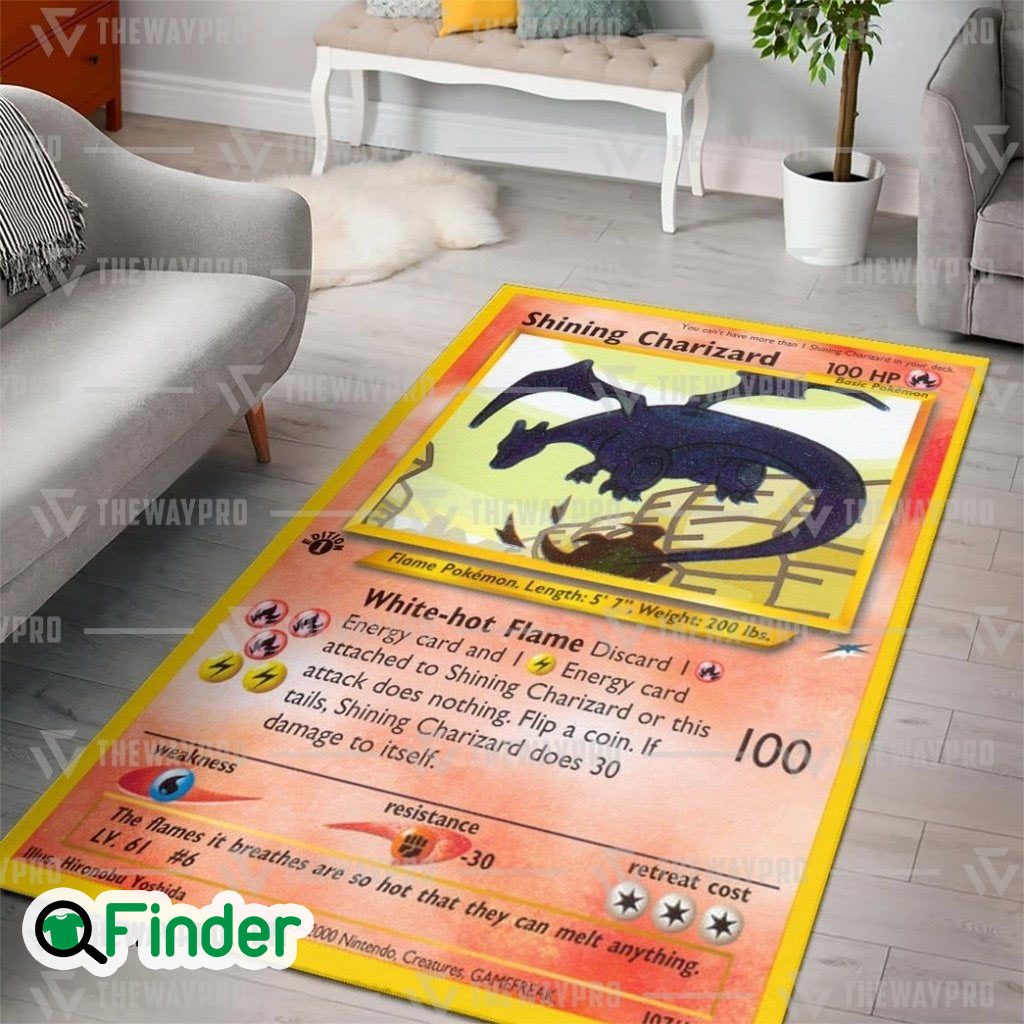 THEWAYPRO
You can't have more than 1 Shining Charizard in your deck.
Shining Charizard
100 HP
Basic Pokémon
EDITION
1
Flame Pokémon. Length: 5' 7", Weight: 200 lbs.
White-hot Flame Discard 1
Energy card and 1 Energy card
attached to Shining Charizard or this
attack does nothing. Flip a coin. If
tails, Shining Charizard does 30
damage to itself.
100
weakness
resistance
-30
retreat cost
The flames it breathes are so hot that they can melt anything.
LV. 61 #6
Illus. Hironobu Yoshida
2000 Nintendo, Creatures, GAMEFREAK
Finder